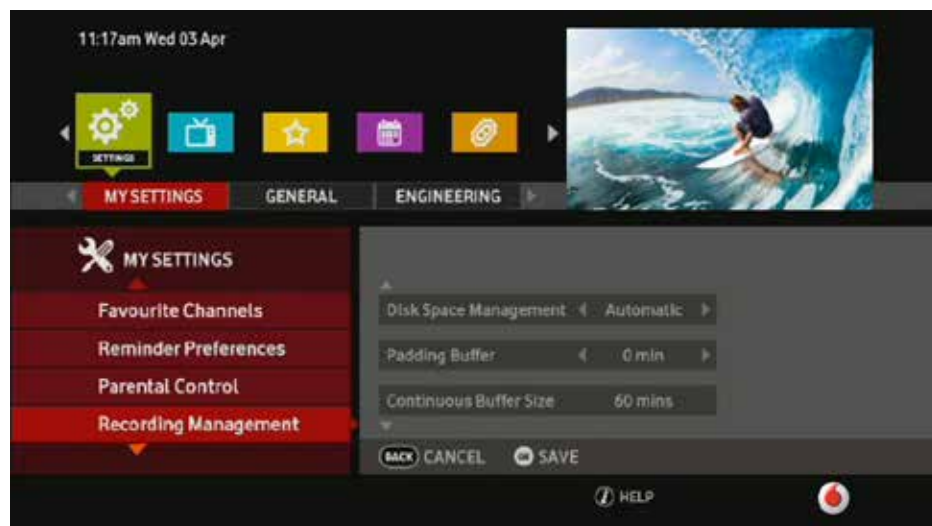 11:17am Wed 03 Apr
SETTINGS
MY SETTINGS GENERAL ENGINEERING
MY SETTINGS
Favourite Channels
Reminder Preferences
Parental Control
Recording Management
Disk Space Management Automatic
Padding Buffer 0 min
Continuous Buffer Size 60 mins
BACK CANCEL OK SAVE
i HELP